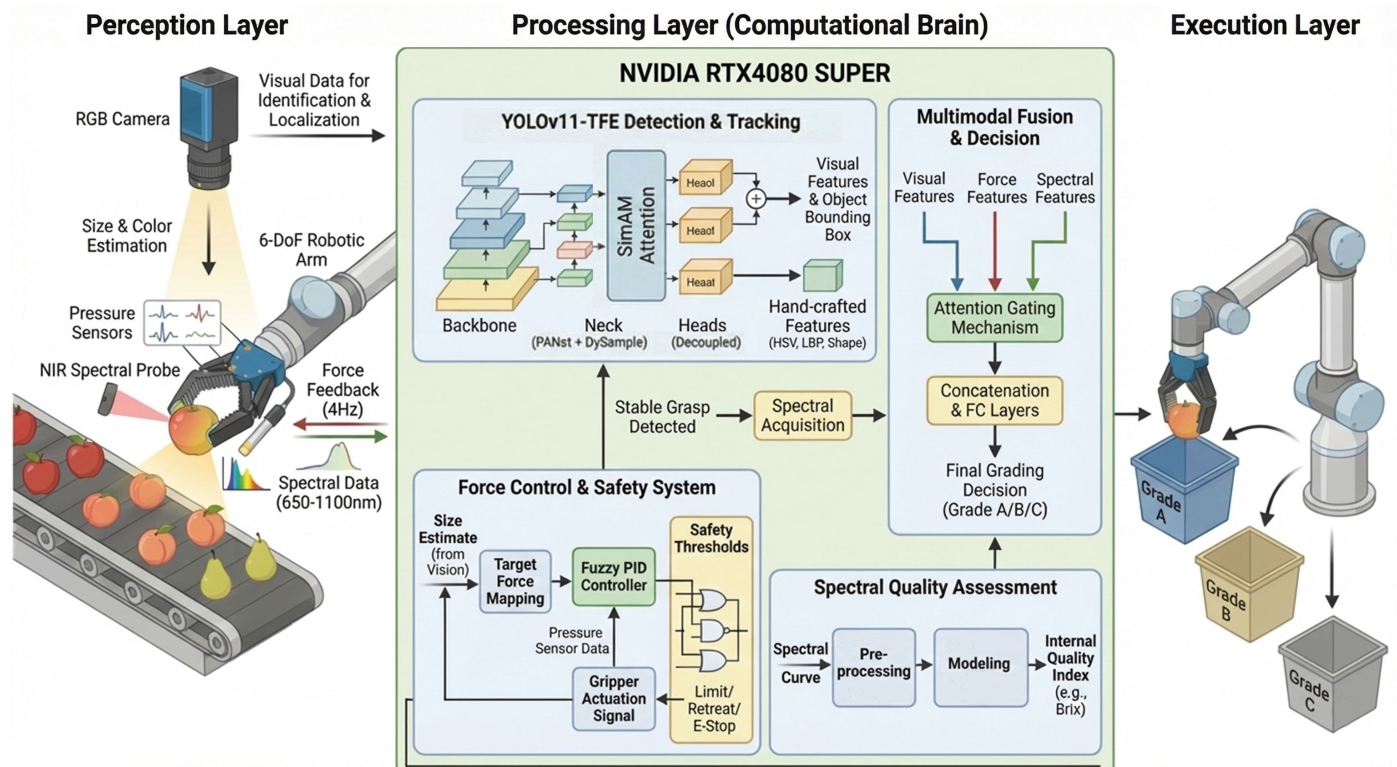 Perception Layer
Processing Layer (Computational Brain)
Execution Layer
RGB Camera
Visual Data for
Identification &
Localization
Size & Color
Estimation
6-DoF Robotic
Arm
Pressure
Sensors
NIR Spectral Probe
Force
Feedback
(4Hz)
Spectral Data
(650-1100nm)
NVIDIA RTX4080 SUPER
YOLOv11-TFE Detection & Tracking
Backbone
Neck
(PANst + DySample)
SimAM
Attention
Heaol
Heaol
Heaal
Heads
(Decoupled)
+
Visual
Features
& Object
Bounding
Box
Hand-crafted
Features
(HSV, LBP, Shape)
Multimodal Fusion
& Decision
Visual
Features
Force
Features
Spectral
Features
Attention Gating
Mechanism
Concatenation
& FC Layers
Final Grading
Decision
(Grade A/B/C)
Stable Grasp
Detected
Spectral
Acquisition
Force Control & Safety System
Size
Estimate
(from
Vision)
Target
Force
Mapping
Fuzzy PID
Controller
Safety
Thresholds
Pressure
Sensor Data
Gripper
Actuation
Signal
Limit/
Retreat/
E-Stop
Spectral Quality Assessment
Spectral
Curve
Pre-
processing
Modeling
Internal
Quality
Index
(e.g.,
Brix)
Grade
A
Grade
B
Grade
C